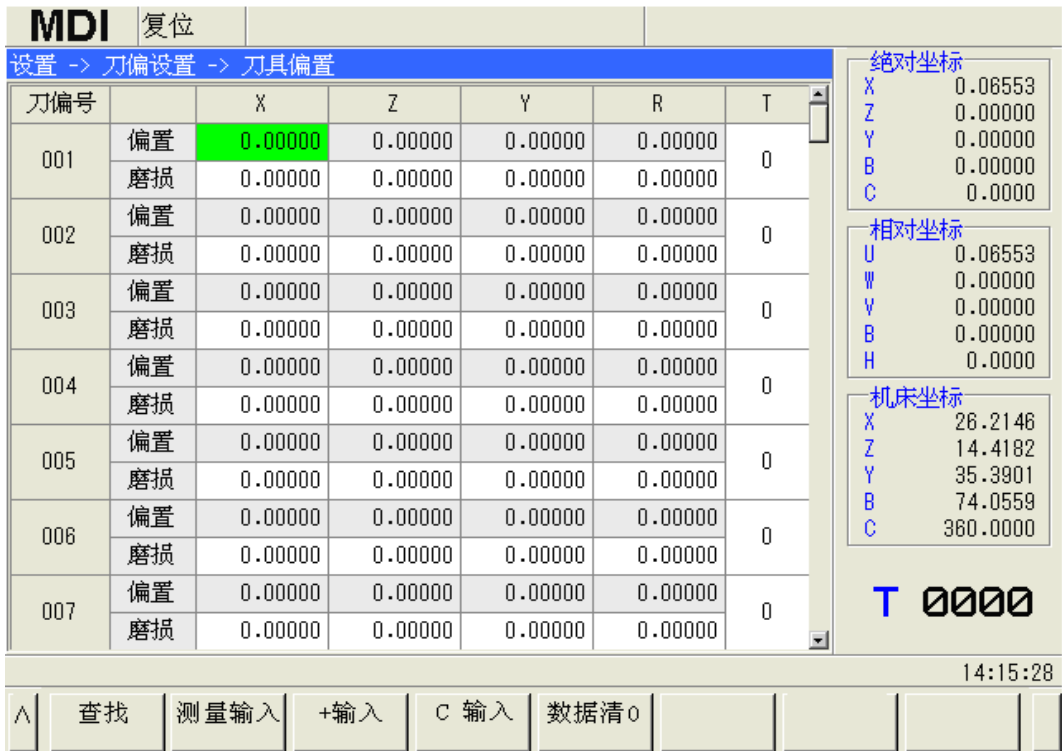 MDI 复位
设置 -> 刀偏设置 -> 刀具偏置
刀偏号 X Z Y R T
001 偏置 0.00000 0.00000 0.00000 0.00000 0
磨损 0.00000 0.00000 0.00000 0.00000
002 偏置 0.00000 0.00000 0.00000 0.00000 0
磨损 0.00000 0.00000 0.00000 0.00000
003 偏置 0.00000 0.00000 0.00000 0.00000 0
磨损 0.00000 0.00000 0.00000 0.00000
004 偏置 0.00000 0.00000 0.00000 0.00000 0
磨损 0.00000 0.00000 0.00000 0.00000
005 偏置 0.00000 0.00000 0.00000 0.00000 0
磨损 0.00000 0.00000 0.00000 0.00000
006 偏置 0.00000 0.00000 0.00000 0.00000 0
磨损 0.00000 0.00000 0.00000 0.00000
007 偏置 0.00000 0.00000 0.00000 0.00000 0
磨损 0.00000 0.00000 0.00000 0.00000
绝对坐标
X 0.06553
Z 0.00000
Y 0.00000
B 0.00000
C 0.0000
相对坐标
U 0.06553
W 0.00000
V 0.00000
B 0.00000
H 0.0000
机床坐标
X 26.2146
Z 14.4182
Y 35.3901
B 74.0559
C 360.0000
T 0000
14:15:28
∧ 查找 测量输入 +输入 C 输入 数据清0